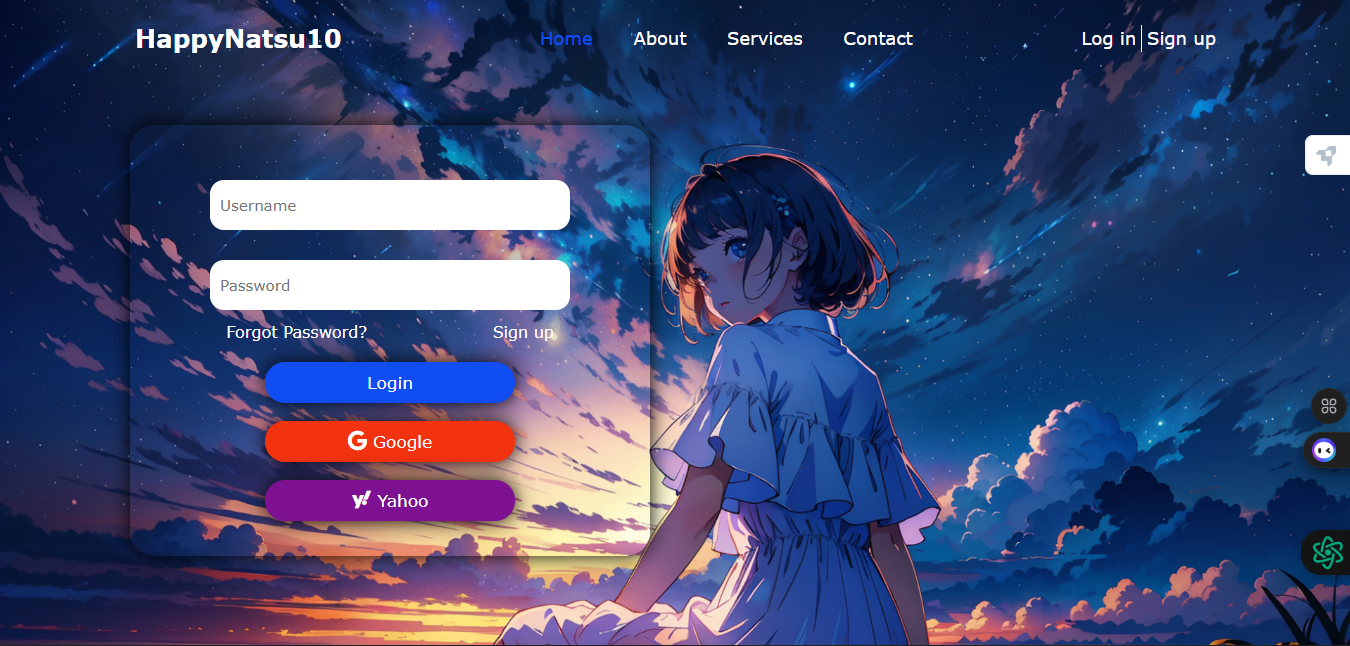 HappyNatsu10 Home About Services Contact Log in Sign up
Username
Password
Forgot Password? Sign up
Login
Google
Yahoo